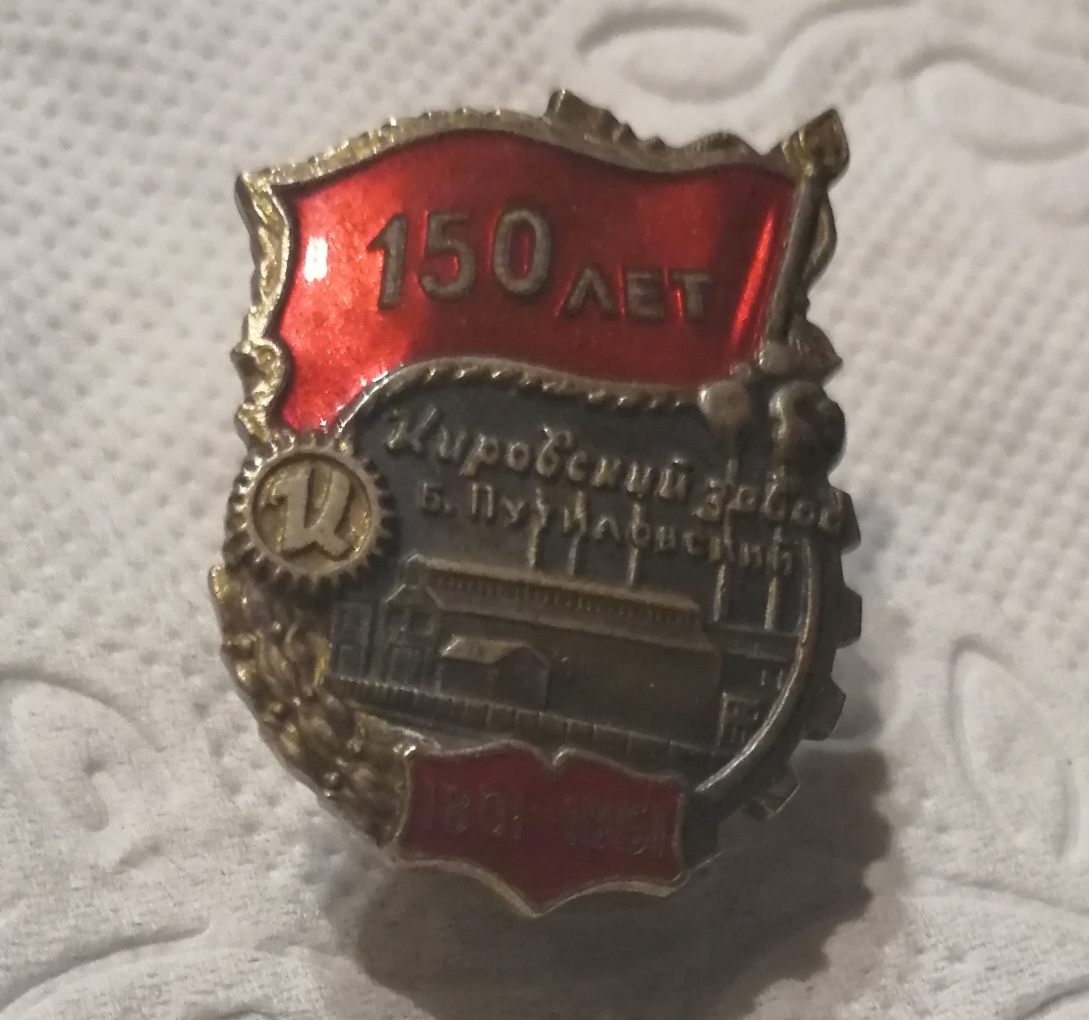 150 ЛЕТ
Кировский завод
Б. Путиловский
К
1801-1951